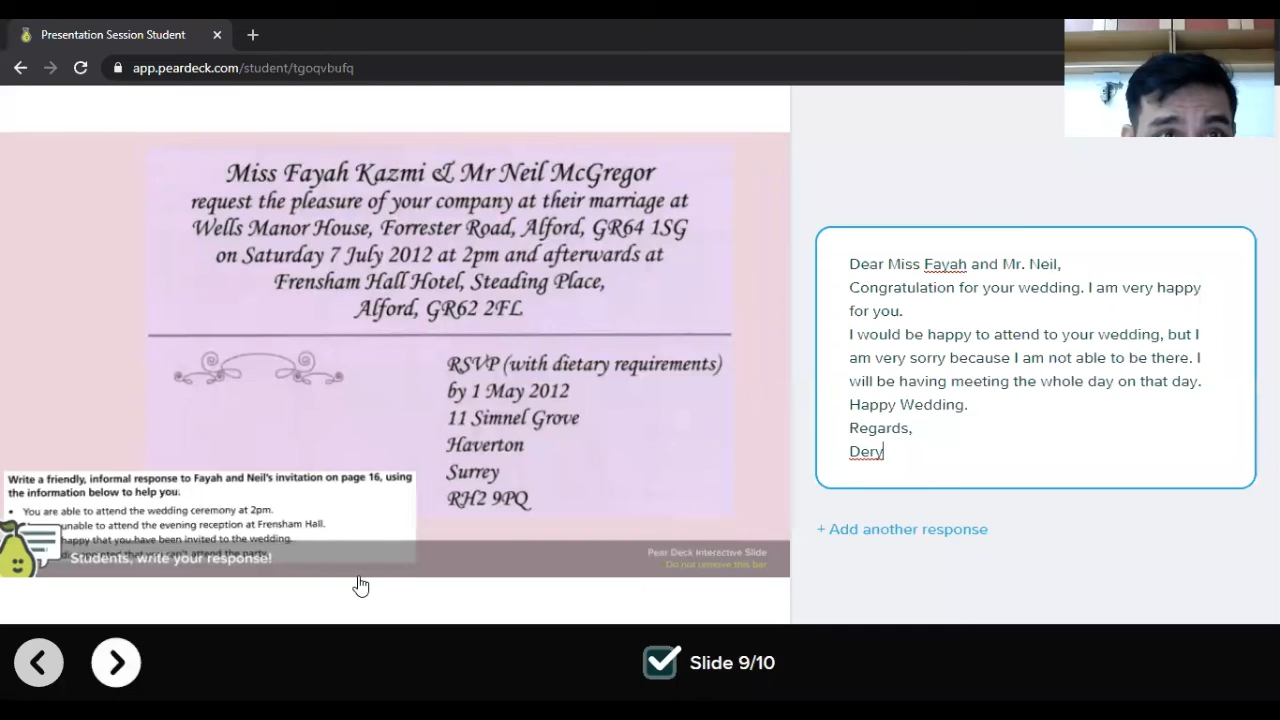 Presentation Session Student
app.peardeck.com/student/tgoqvbufq
Miss Fayah Kazmi & Mr Neil McGregor
request the pleasure of your company at their marriage at
Wells Manor House, Forrester Road, Alford, GR64 1SG
on Saturday 7 July 2012 at 2pm and afterwards at
Frensham Hall Hotel, Steading Place,
Alford, GR62 2FL
RSVP (with dietary requirements)
by 1 May 2012
11 Simnel Grove
Haverton
Surrey
RH2 9PQ
Write a friendly, informal response to Fayah and Neil's invitation on page 16, using
the information below to help you.
• You are able to attend the wedding ceremony at 2pm.
unable to attend the evening reception at Frensham Hall.
happy that you have been invited to the wedding.
that you can't attend the party.
Students, write your response!
Pear Deck Interactive Slide
Do not remove this bar
Dear Miss Fayah and Mr. Neil,
Congratulation for your wedding. I am very happy
for you.
I would be happy to attend to your wedding, but I
am very sorry because I am not able to be there. I
will be having meeting the whole day on that day.
Happy Wedding.
Regards,
Dery
+ Add another response
Slide 9/10